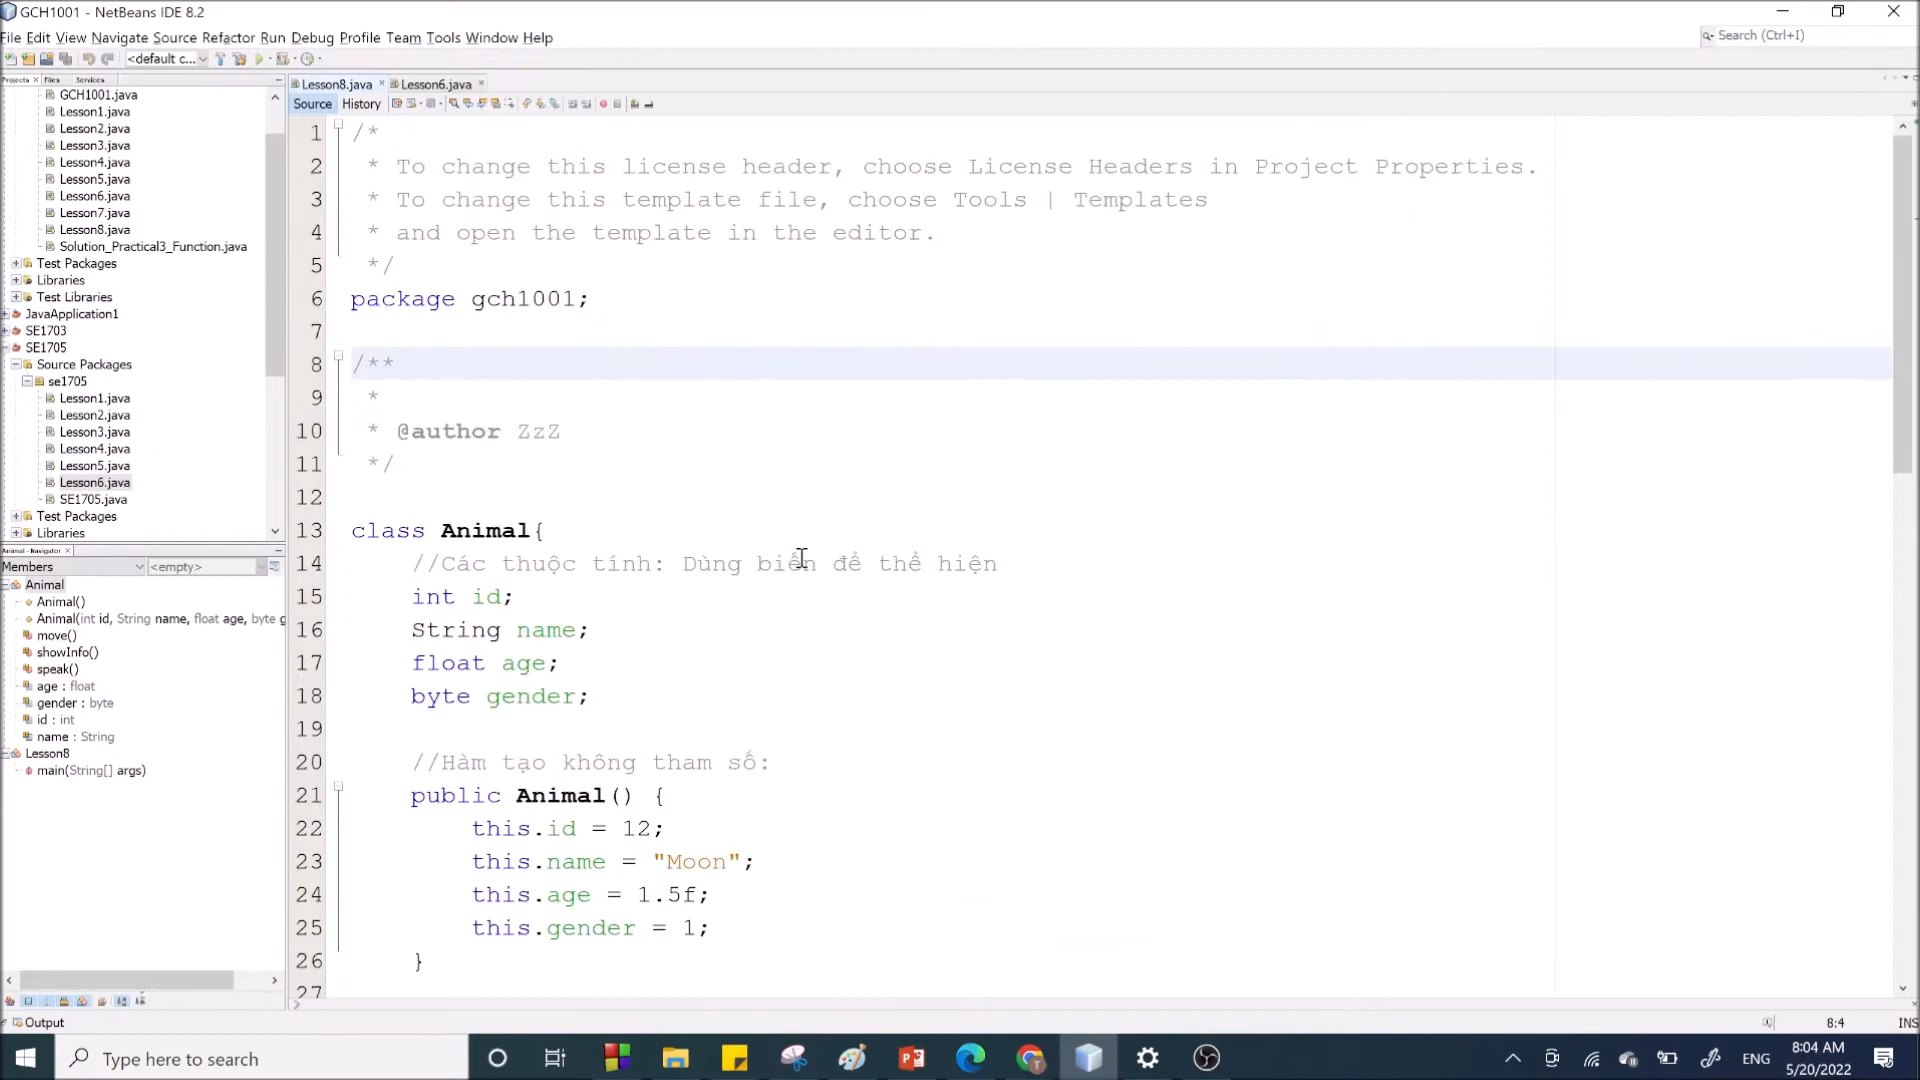 GCH1001 - NetBeans IDE 8.2
File Edit View Navigate Source Refactor Run Debug Profile Team Tools Window Help
Search (Ctrl+I)
<default c...
Projects Files Services
GCH1001.java
Lesson1.java
Lesson2.java
Lesson3.java
Lesson4.java
Lesson5.java
Lesson6.java
Lesson7.java
Lesson8.java
Solution_Practical3_Function.java
Test Packages
Libraries
Test Libraries
JavaApplication1
SE1703
SE1705
Source Packages
se1705
Lesson1.java
Lesson2.java
Lesson3.java
Lesson4.java
Lesson5.java
Lesson6.java
SE1705.java
Test Packages
Libraries
Animal - Navigator
Members <empty>
Animal
Animal()
Animal(int id, String name, float age, byte g
move()
showInfo()
speak()
age : float
gender : byte
id : int
name : String
Lesson8
main(String[] args)
Lesson8.java Lesson6.java
Source History
1 /*
2 * To change this license header, choose License Headers in Project Properties.
3 * To change this template file, choose Tools | Templates
4 * and open the template in the editor.
5 */
6 package gch1001;
7
8 /**
9 *
10 * @author ZzZ
11 */
12
13 class Animal{
14 //Các thuộc tính: Dùng biến để thể hiện
15 int id;
16 String name;
17 float age;
18 byte gender;
19
20 //Hàm tạo không tham số:
21 public Animal() {
22 this.id = 12;
23 this.name = "Moon";
24 this.age = 1.5f;
25 this.gender = 1;
26 }
27
Output
8:4 INS
Type here to search
ENG
8:04 AM
5/20/2022